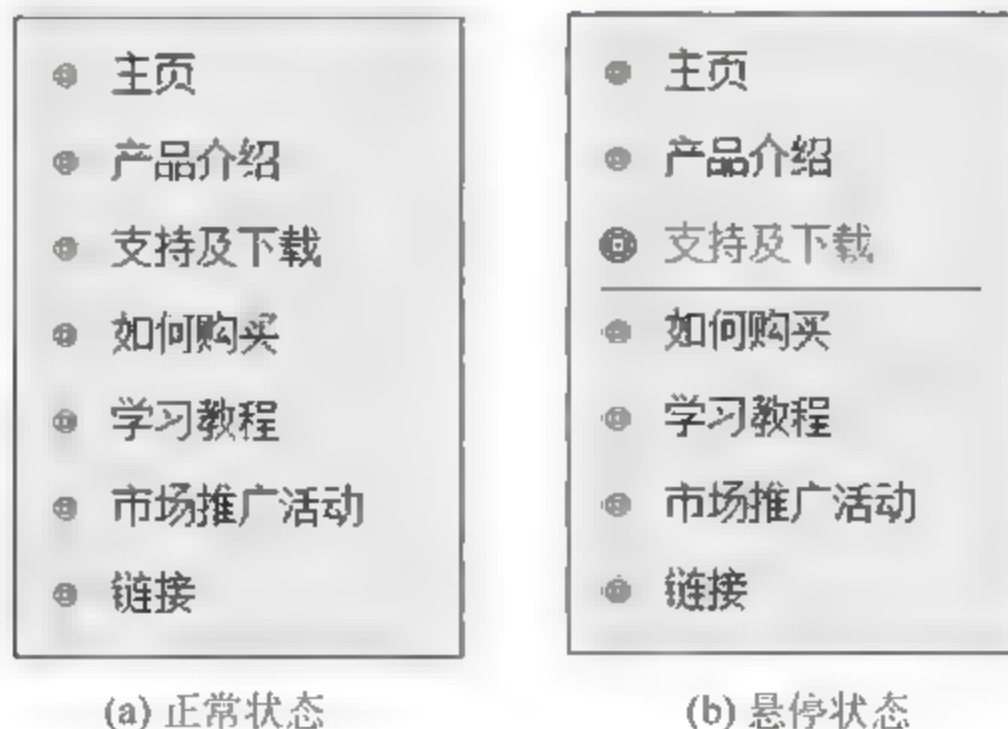 主页
产品介绍
支持及下载
如何购买
学习教程
市场推广活动
链接
(a) 正常状态
主页
产品介绍
支持及下载
如何购买
学习教程
市场推广活动
链接
(b) 悬停状态